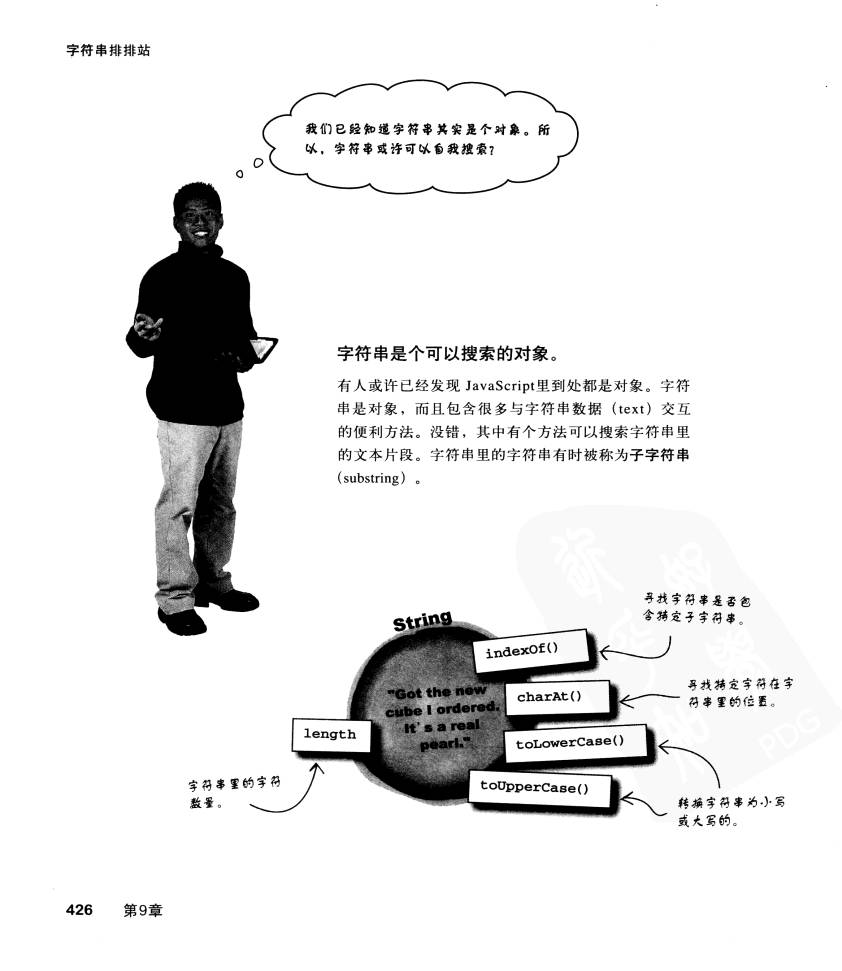 字符串排排站
我们已经知道字符串其实是个对象。所
以，字符串或许可以自我搜索？
字符串是个可以搜索的对象。
有人或许已经发现 JavaScript里到处都是对象。字符
串是对象，而且包含很多与字符串数据（text）交互
的便利方法。没错，其中有个方法可以搜索字符串里
的文本片段。字符串里的字符串有时被称为子字符串
（substring）。
寻找字符串是否包
含特定子字符串。
String
indexOf()
"Got the new
cube I ordered.
It's a real
pearl."
charAt()
寻找特定字符在字
符串里的位置。
length
toLowerCase()
toUpperCase()
字符串里的字符
数量。
转换字符串为小写
或大写的。
PDG
426 第9章